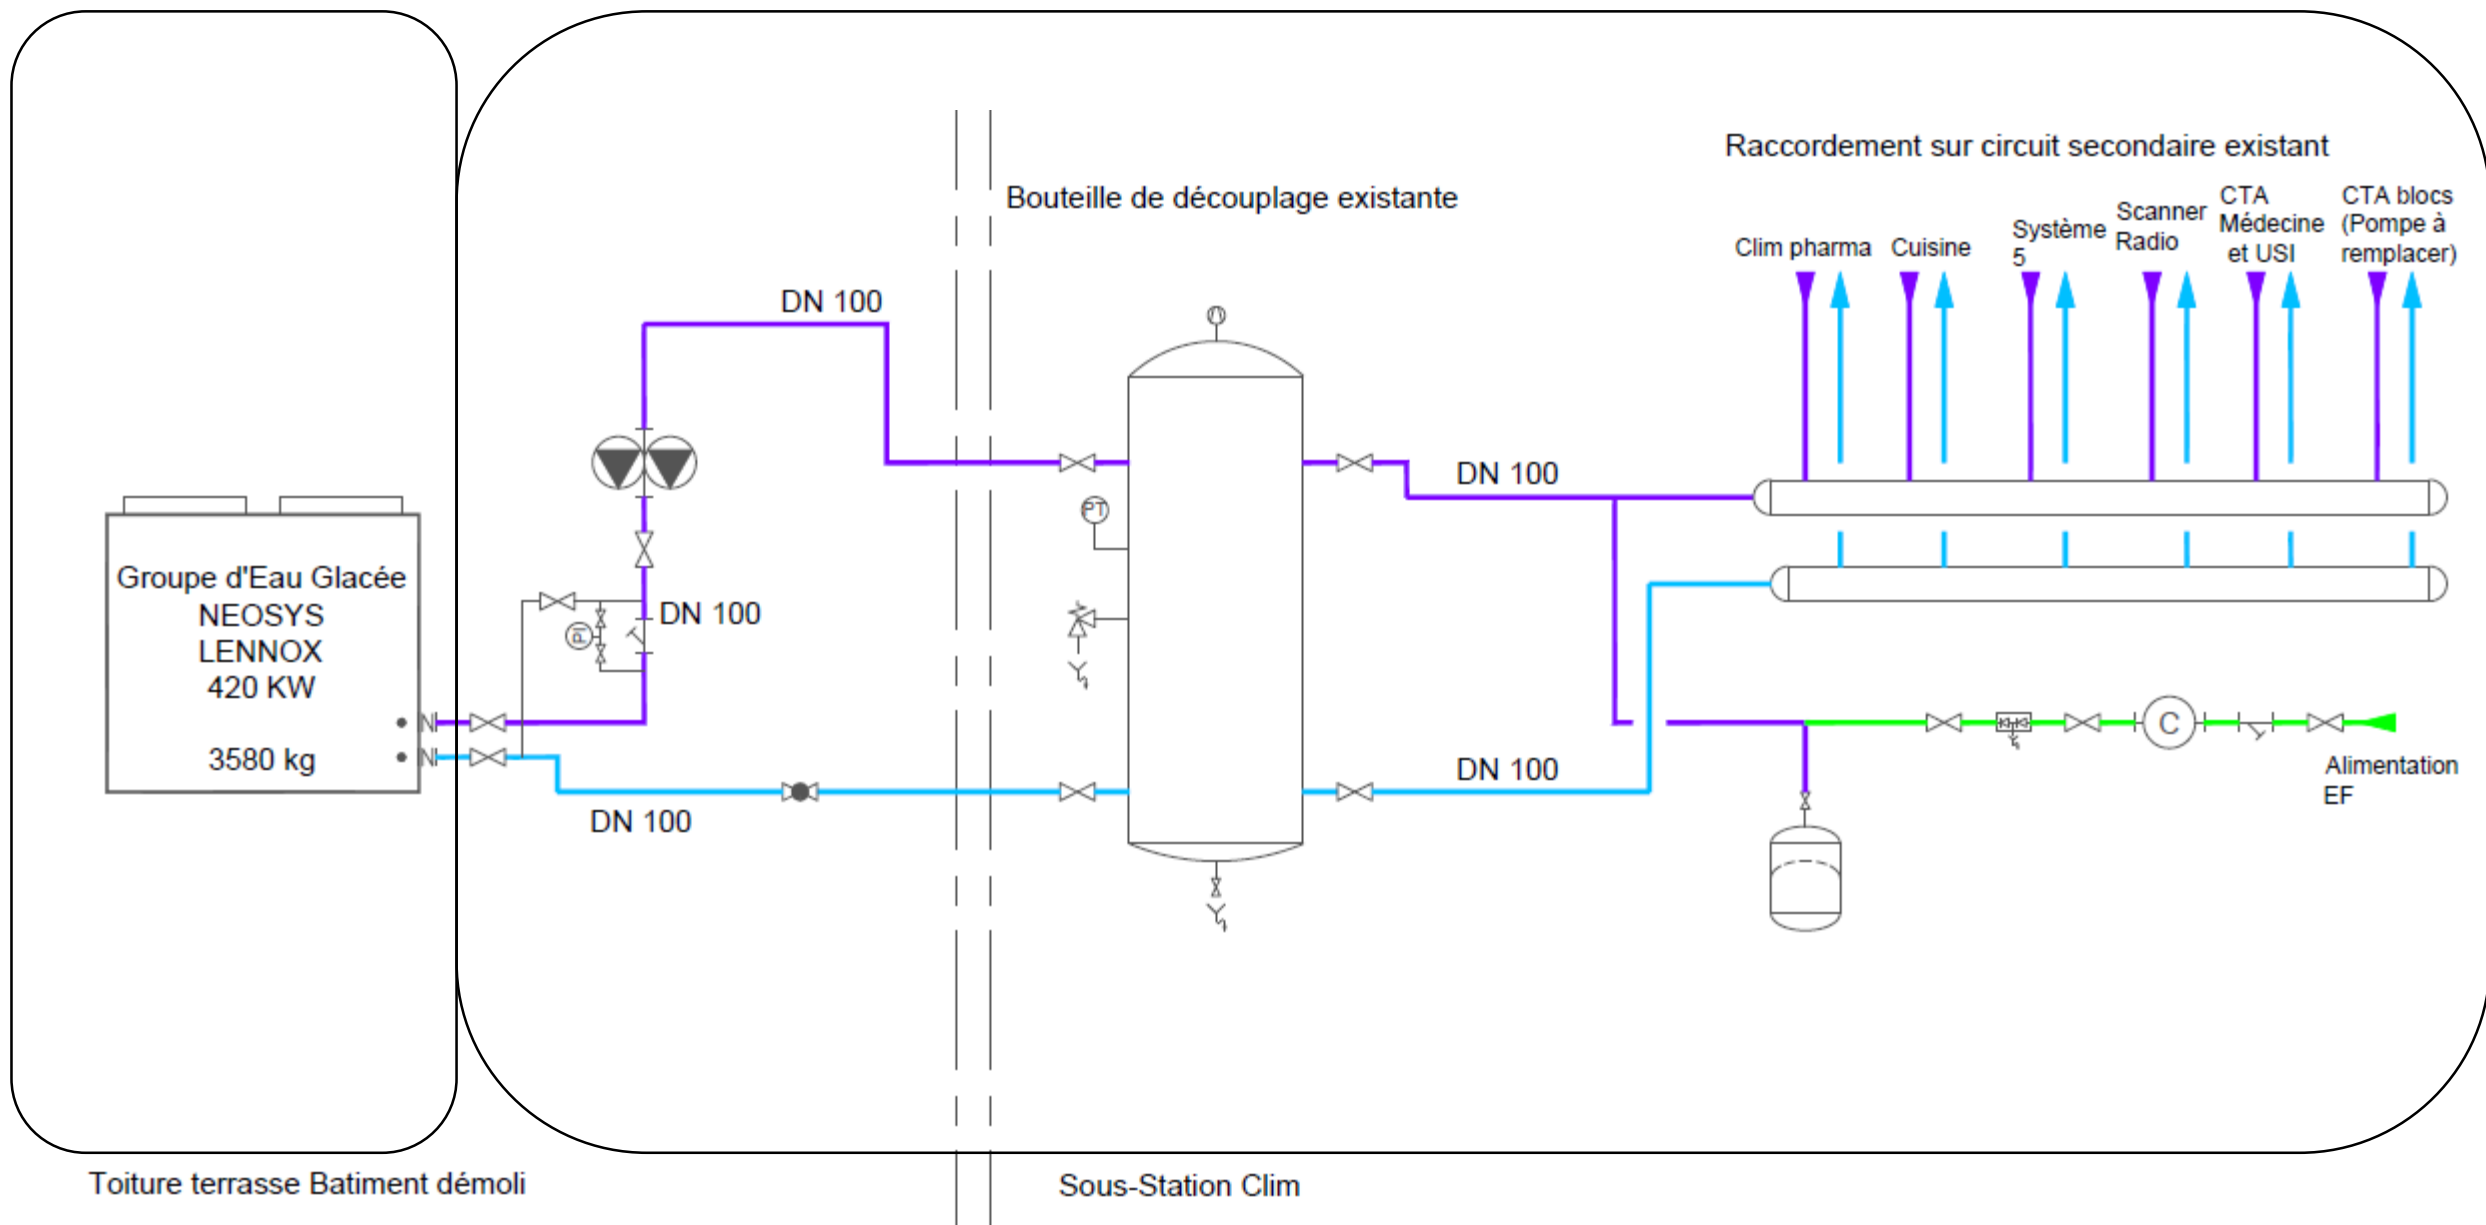 Raccordement sur circuit secondaire existant
Bouteille de découplage existante
Clim pharma
Cuisine
Système
5
Scanner
Radio
CTA
Médecine
et USI
CTA blocs
(Pompe à
remplacer)
DN 100
DN 100
PT
Groupe d'Eau Glacée
NEOSYS
LENNOX
420 KW
3580 kg
DN 100
PI
C
DN 100
DN 100
Alimentation
EF
Toiture terrasse Batiment démoli
Sous-Station Clim